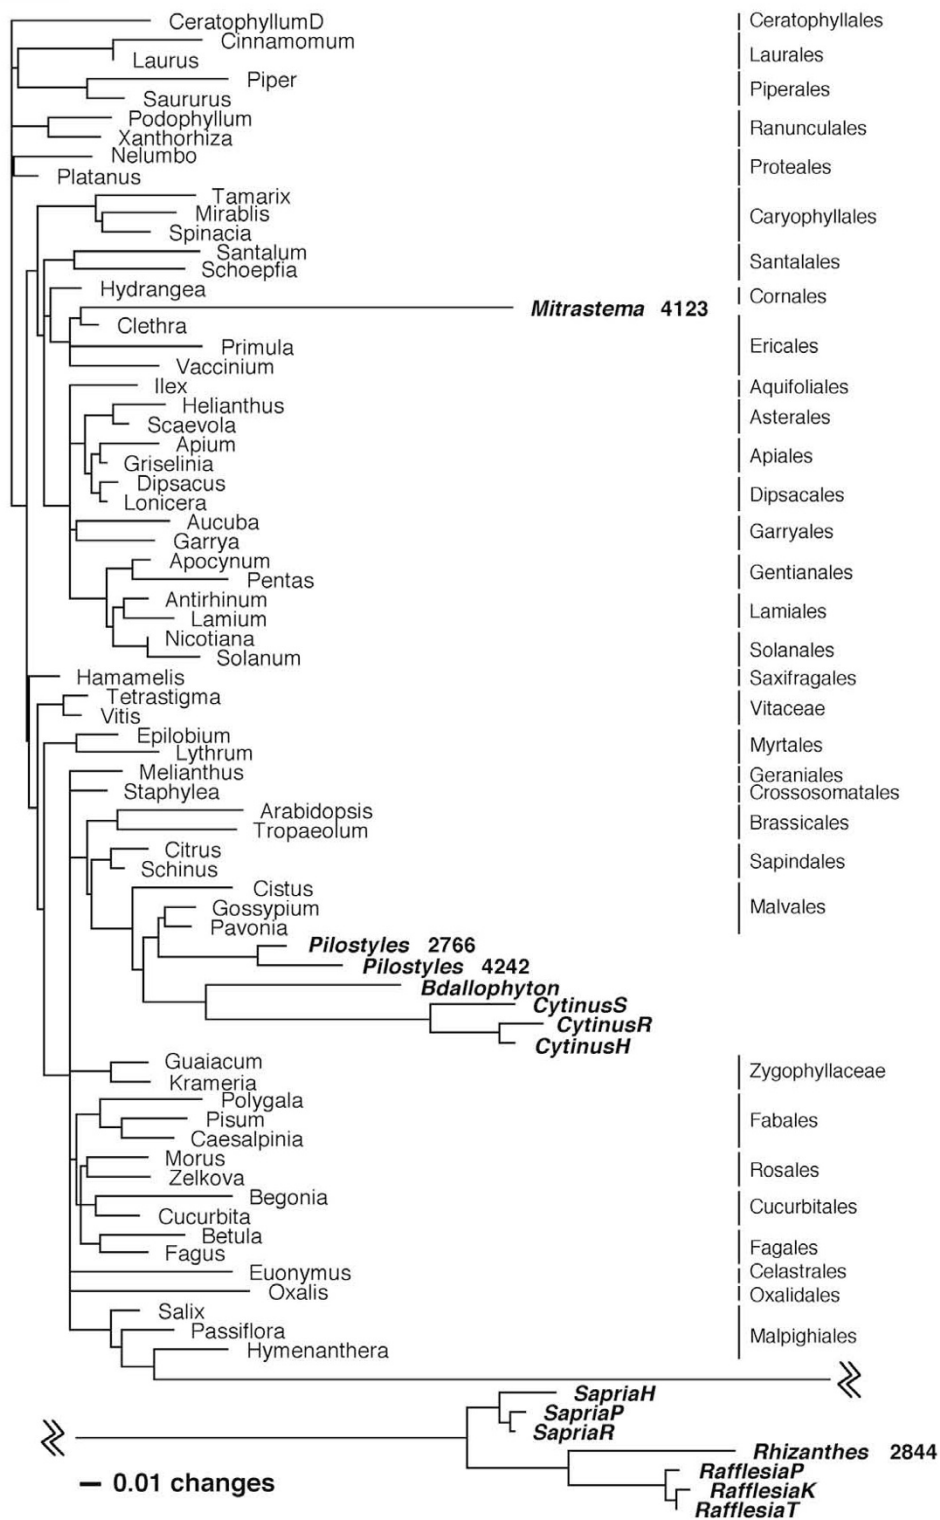 CeratophyllumD Ceratophyllales
Cinnamomum
Laurus Laurales
Piper
Saururus Piperales
Podophyllum
Xanthorhiza Ranunculales
Nelumbo
Platanus Proteales
Tamarix
Mirablis Caryophyllales
Spinacia
Santalum
Schoepfia Santalales
Hydrangea Cornales
Mitrastema 4123
Clethra
Primula Ericales
Vaccinium
Ilex Aquifoliales
Helianthus
Scaevola Asterales
Apium
Griselinia Apiales
Dipsacus
Lonicera Dipsacales
Aucuba
Garrya Garryales
Apocynum
Pentas Gentianales
Antirhinum
Lamium Lamiales
Nicotiana
Solanum Solanales
Hamamelis Saxifragales
Tetrastigma
Vitis Vitaceae
Epilobium
Lythrum Myrtales
Melianthus Geraniales
Staphylea Crossosomatales
Arabidopsis
Tropaeolum Brassicales
Citrus
Schinus Sapindales
Cistus
Gossypium Malvales
Pavonia
Pilostyles 2766
Pilostyles 4242
Bdallophyton
CytinusS
CytinusR
CytinusH
Guaiacum
Krameria Zygophyllaceae
Polygala
Pisum Fabales
Caesalpinia
Morus
Zelkova Rosales
Begonia
Cucurbita Cucurbitales
Betula
Fagus Fagales
Euonymus Celastrales
Oxalis Oxalidales
Salix
Passiflora Malpighiales
Hymenanthera
SapriaH
SapriaP
SapriaR
Rhizanthes 2844
RafflesiaP
RafflesiaK
RafflesiaT
0.01 changes